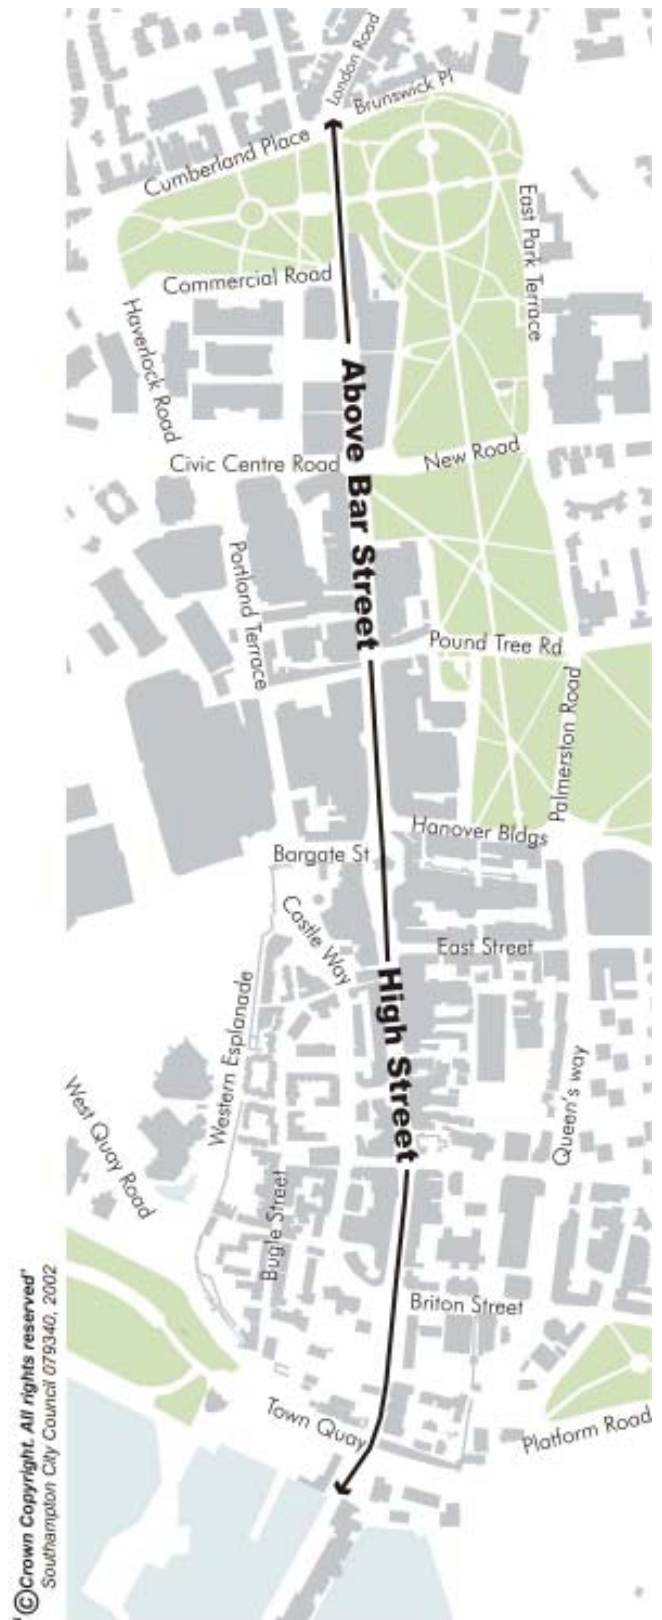 London Road
Brunswick Pl
Cumberland Place
East Park Terrace
Commercial Road
Haverlock Road
Above Bar Street
New Road
Civic Centre Road
Portland Terrace
Pound Tree Rd
Palmerston Road
Hanover Bldgs
Bargate St
Castle Way
East Street
High Street
Western Esplanade
Queen's way
West Quay Road
Bugle Street
Briton Street
Town Quay
Platform Road
"©Crown Copyright. All rights reserved"
Southampton City Council 079340, 2002